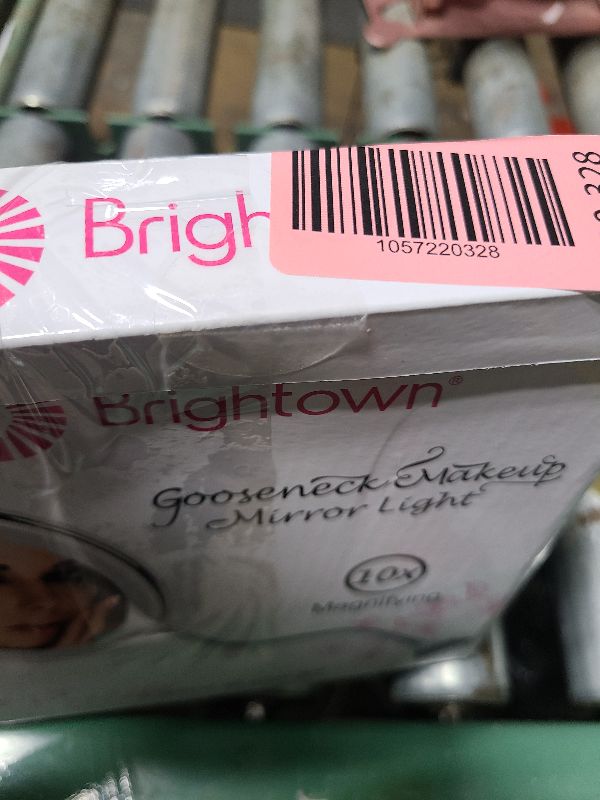 Brigh
1057220328
328
Brightown®
Gooseneck Makeup
Mirror Light
10x
Magnifying